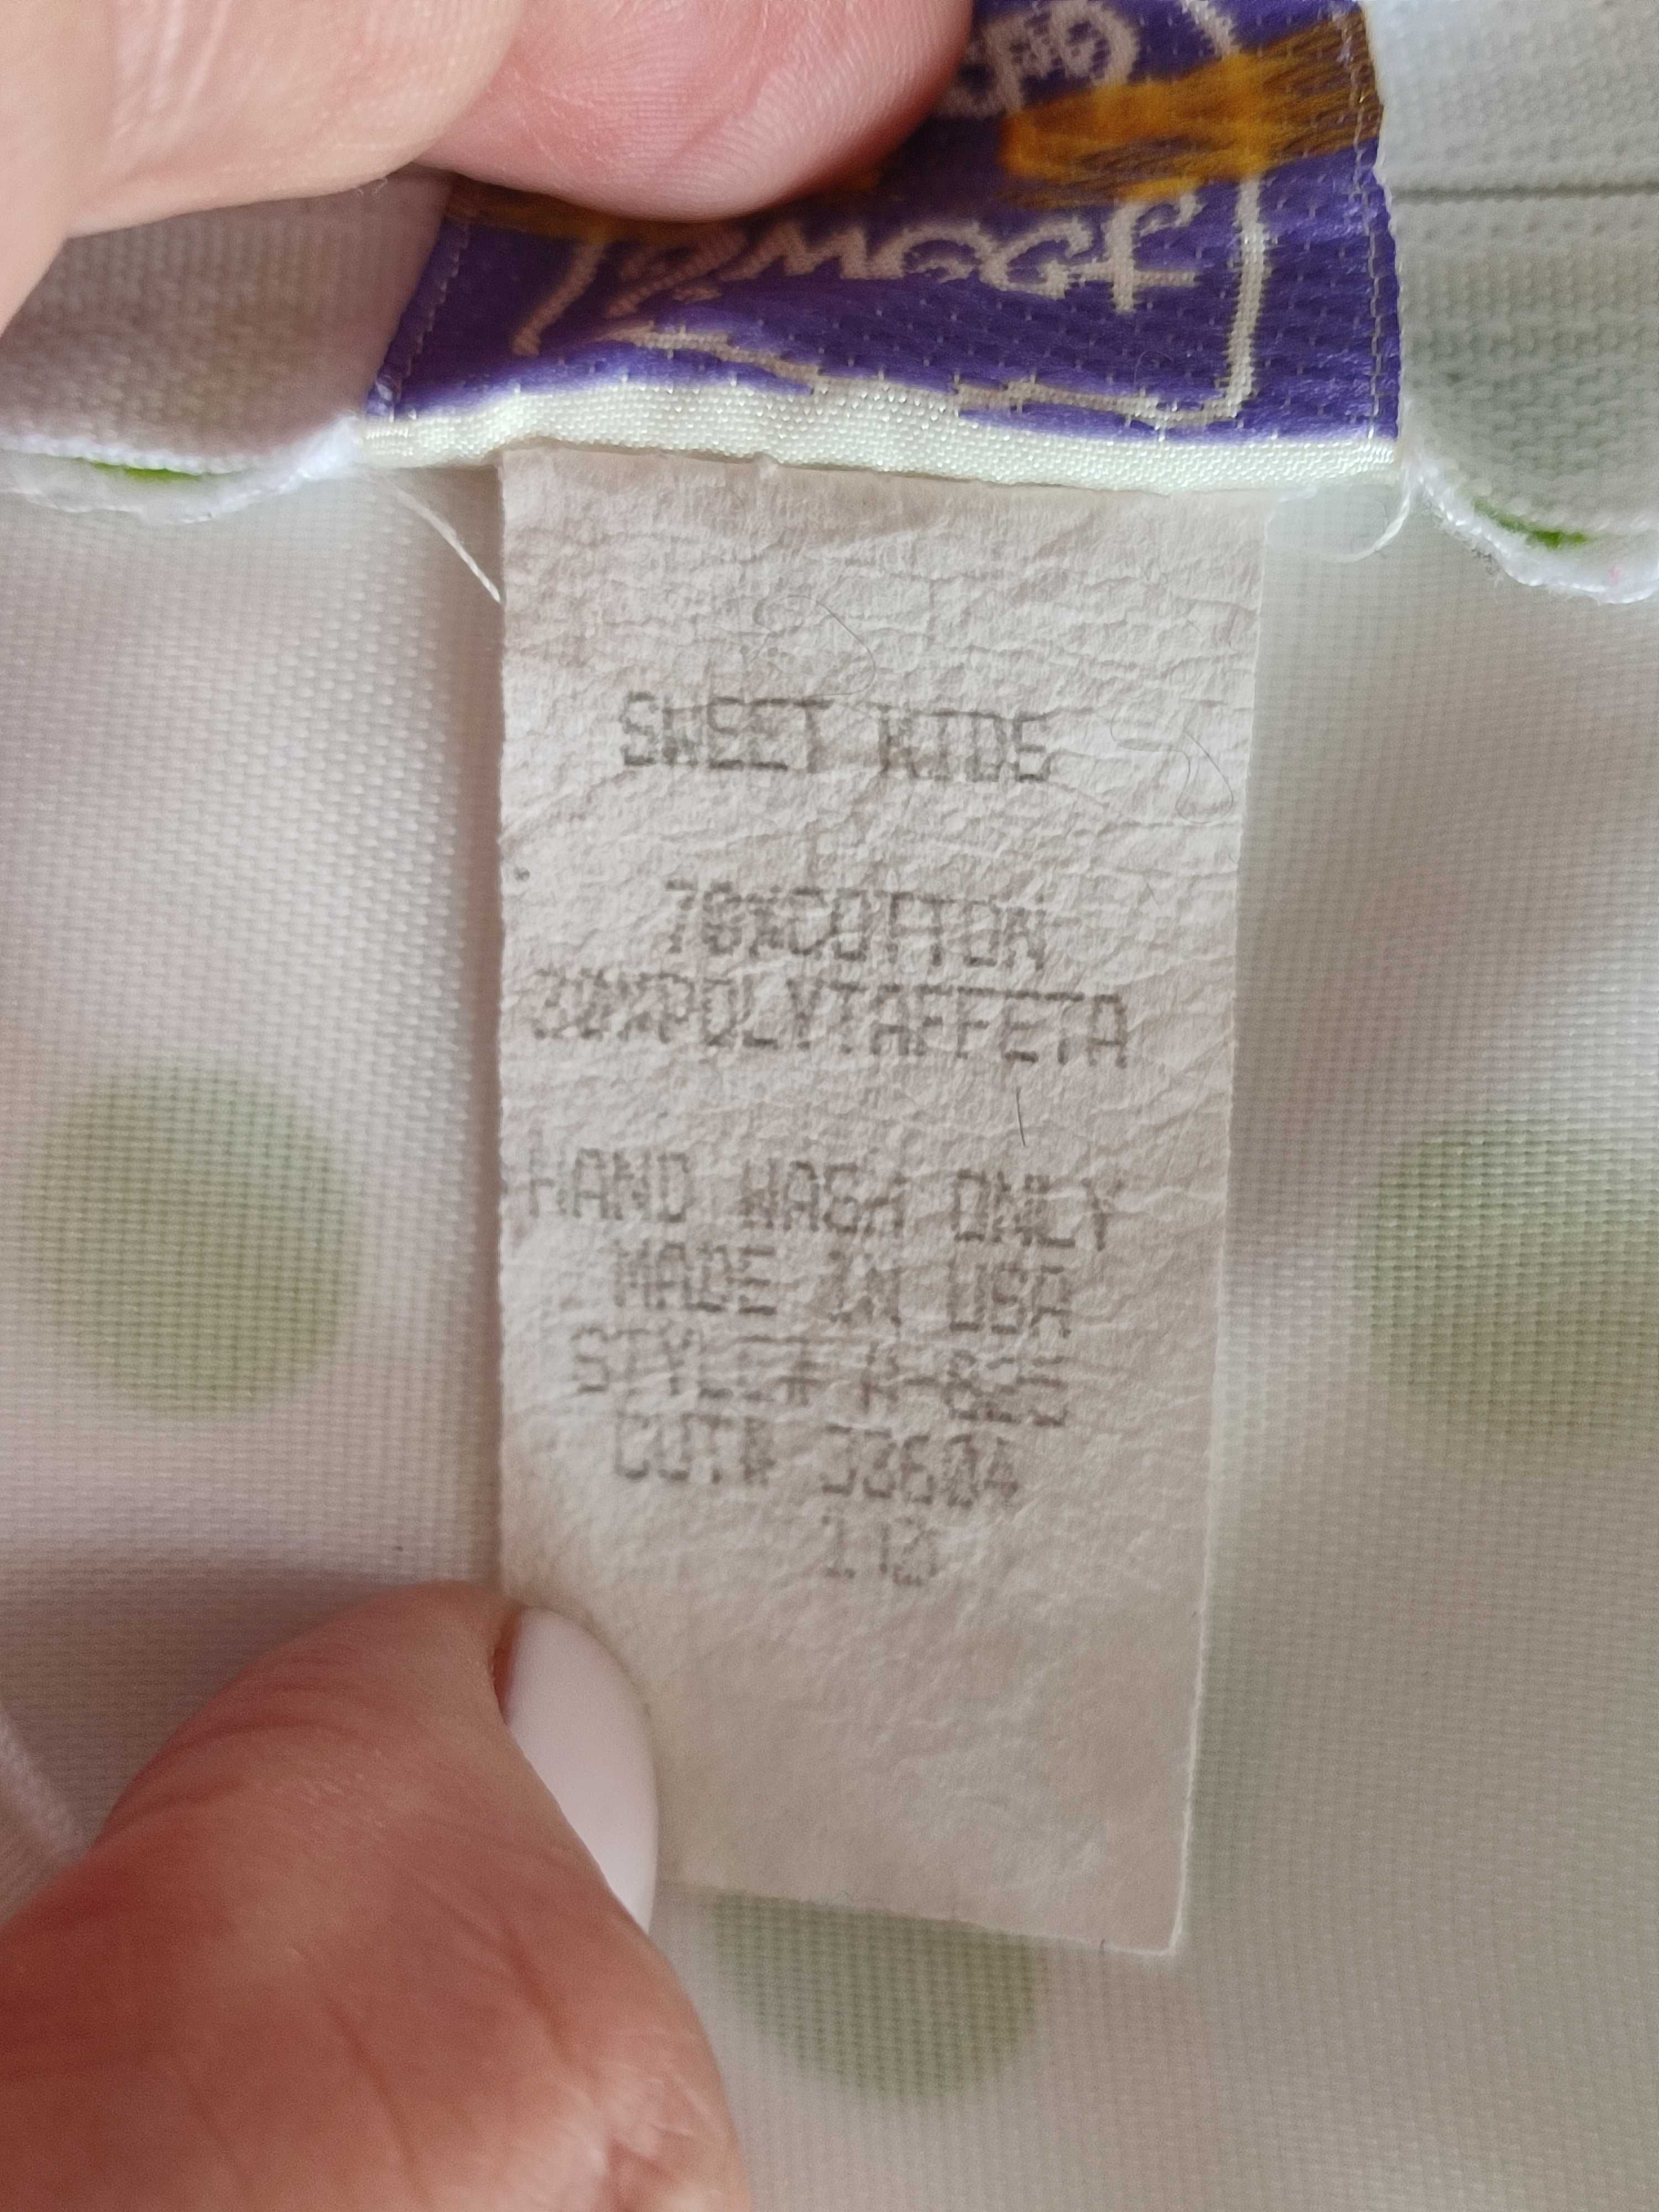 SWEET KIDS
70%COTTON
30%POLYTAFFETA
HAND WASH ONLY
MADE IN USA
STYLE#
CUT# 33604